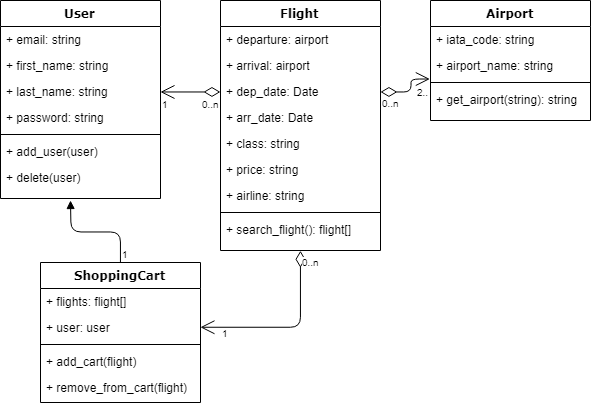 User
+ email: string
+ first_name: string
+ last_name: string
+ password: string
+ add_user(user)
+ delete(user)
Flight
+ departure: airport
+ arrival: airport
+ dep_date: Date
+ arr_date: Date
+ class: string
+ price: string
+ airline: string
+ search_flight(): flight[]
Airport
+ iata_code: string
+ airport_name: string
+ get_airport(string): string
1
0..n
0..n
2..
ShoppingCart
+ flights: flight[]
+ user: user
+ add_cart(flight)
+ remove_from_cart(flight)
1
0..n
1